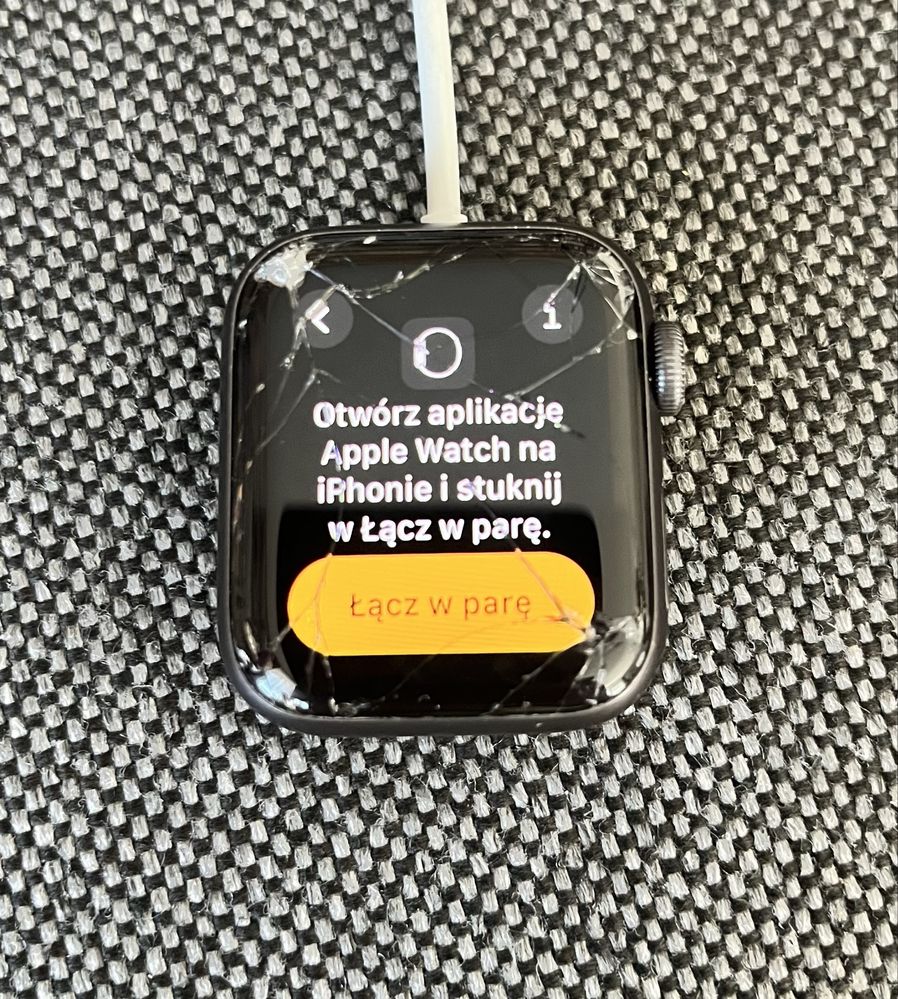 Otwórz aplikację
Apple Watch na
iPhonie i stuknij
w Łącz w parę.
Łącz w parę